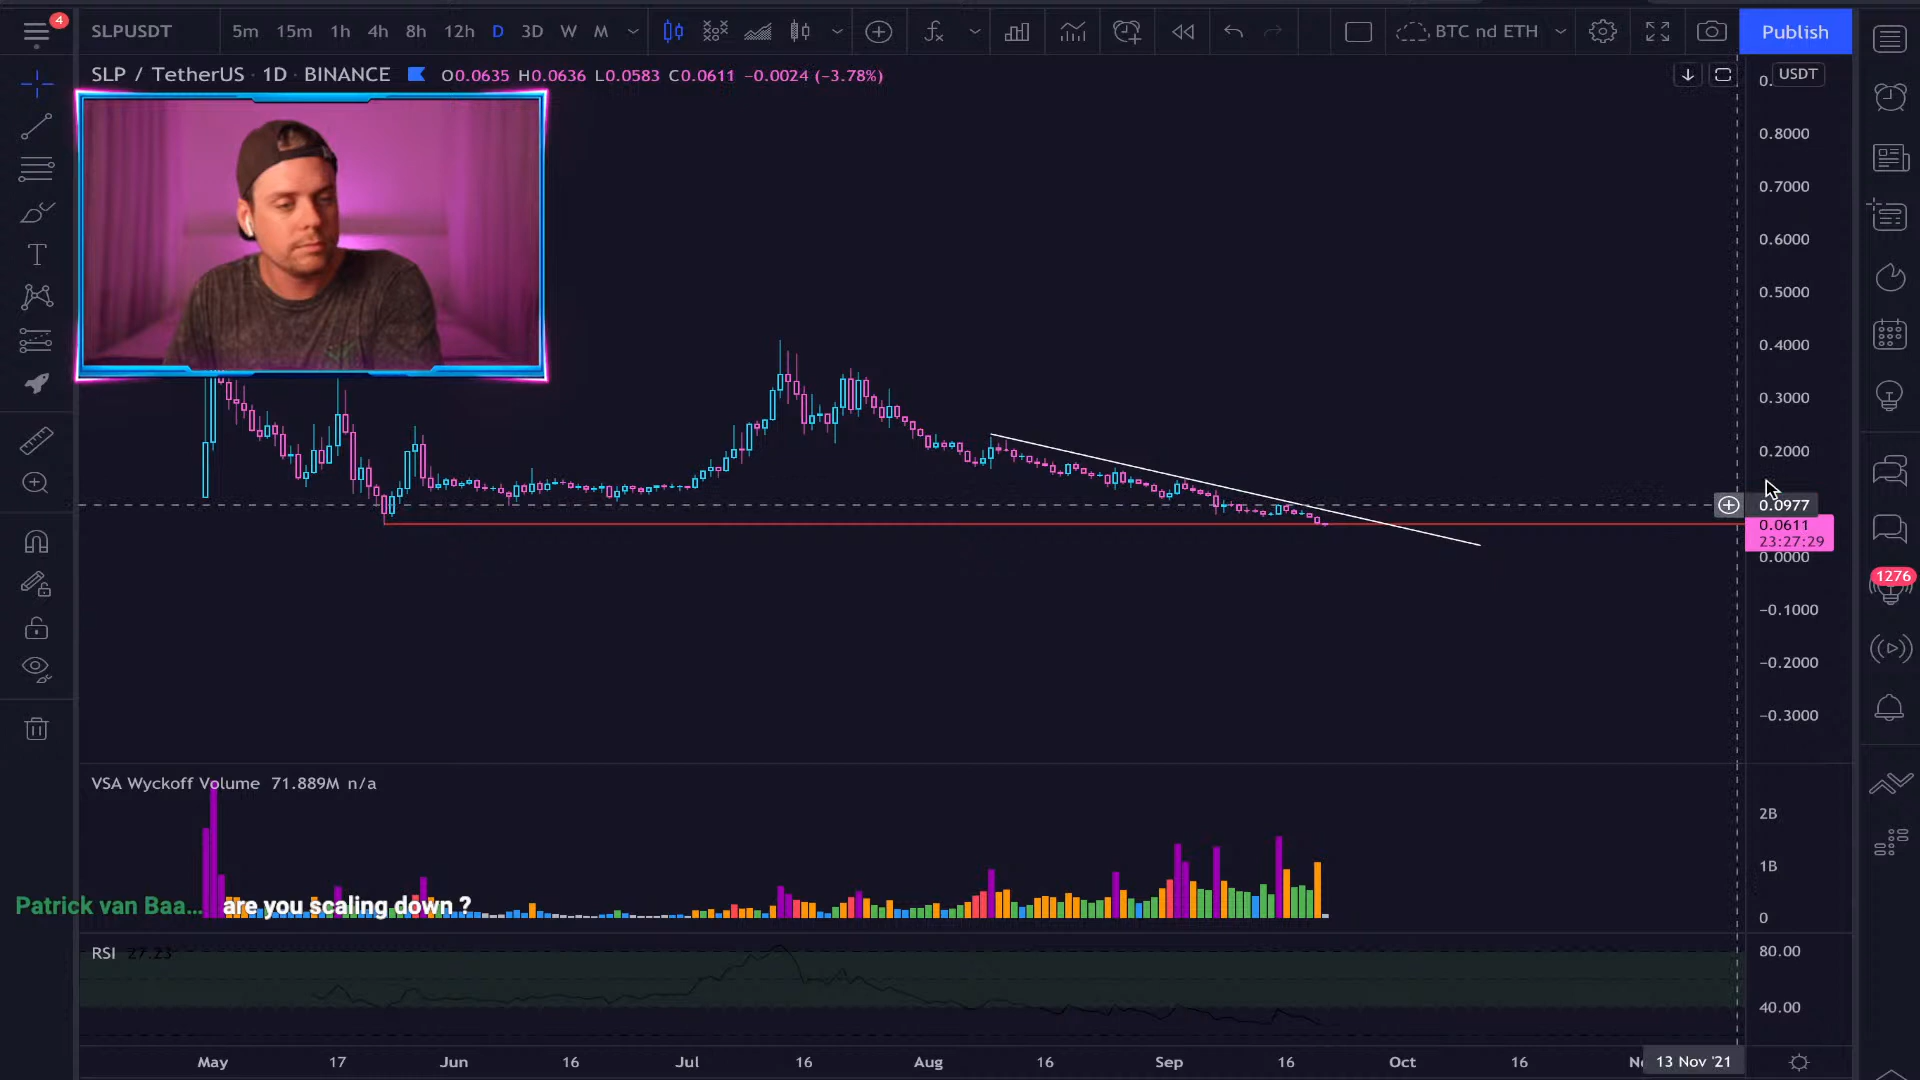 4
SLPUSDT 5m 15m 1h 4h 8h 12h D 3D W M BTC nd ETH Publish
SLP / TetherUS · 1D · BINANCE O0.0635 H0.0636 L0.0583 C0.0611 −0.0024 (−3.78%)
0. USDT
0.8000
0.7000
0.6000
0.5000
0.4000
0.3000
0.2000
0.0977
0.0611
23:27:29
0.0000
−0.1000
−0.2000
−0.3000
1276
VSA Wyckoff Volume 71.889M n/a
2B
1B
0
Patrick van Baa... are you scaling down ?
RSI 27.23
80.00
40.00
May 17 Jun 16 Jul 16 Aug 16 Sep 16 Oct 16 13 Nov '21